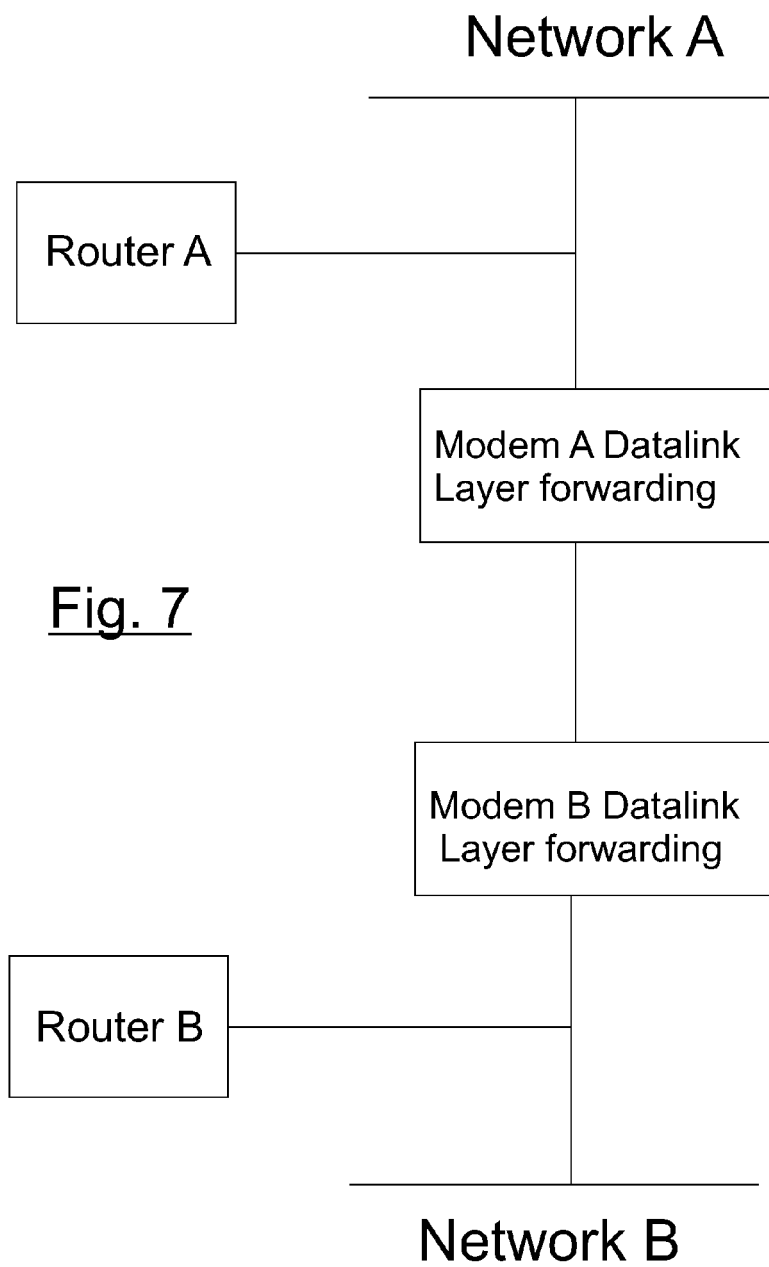 Network A
Router A
Modem A Datalink
Layer forwarding
Fig. 7
Modem B Datalink
Layer forwarding
Router B
Network B